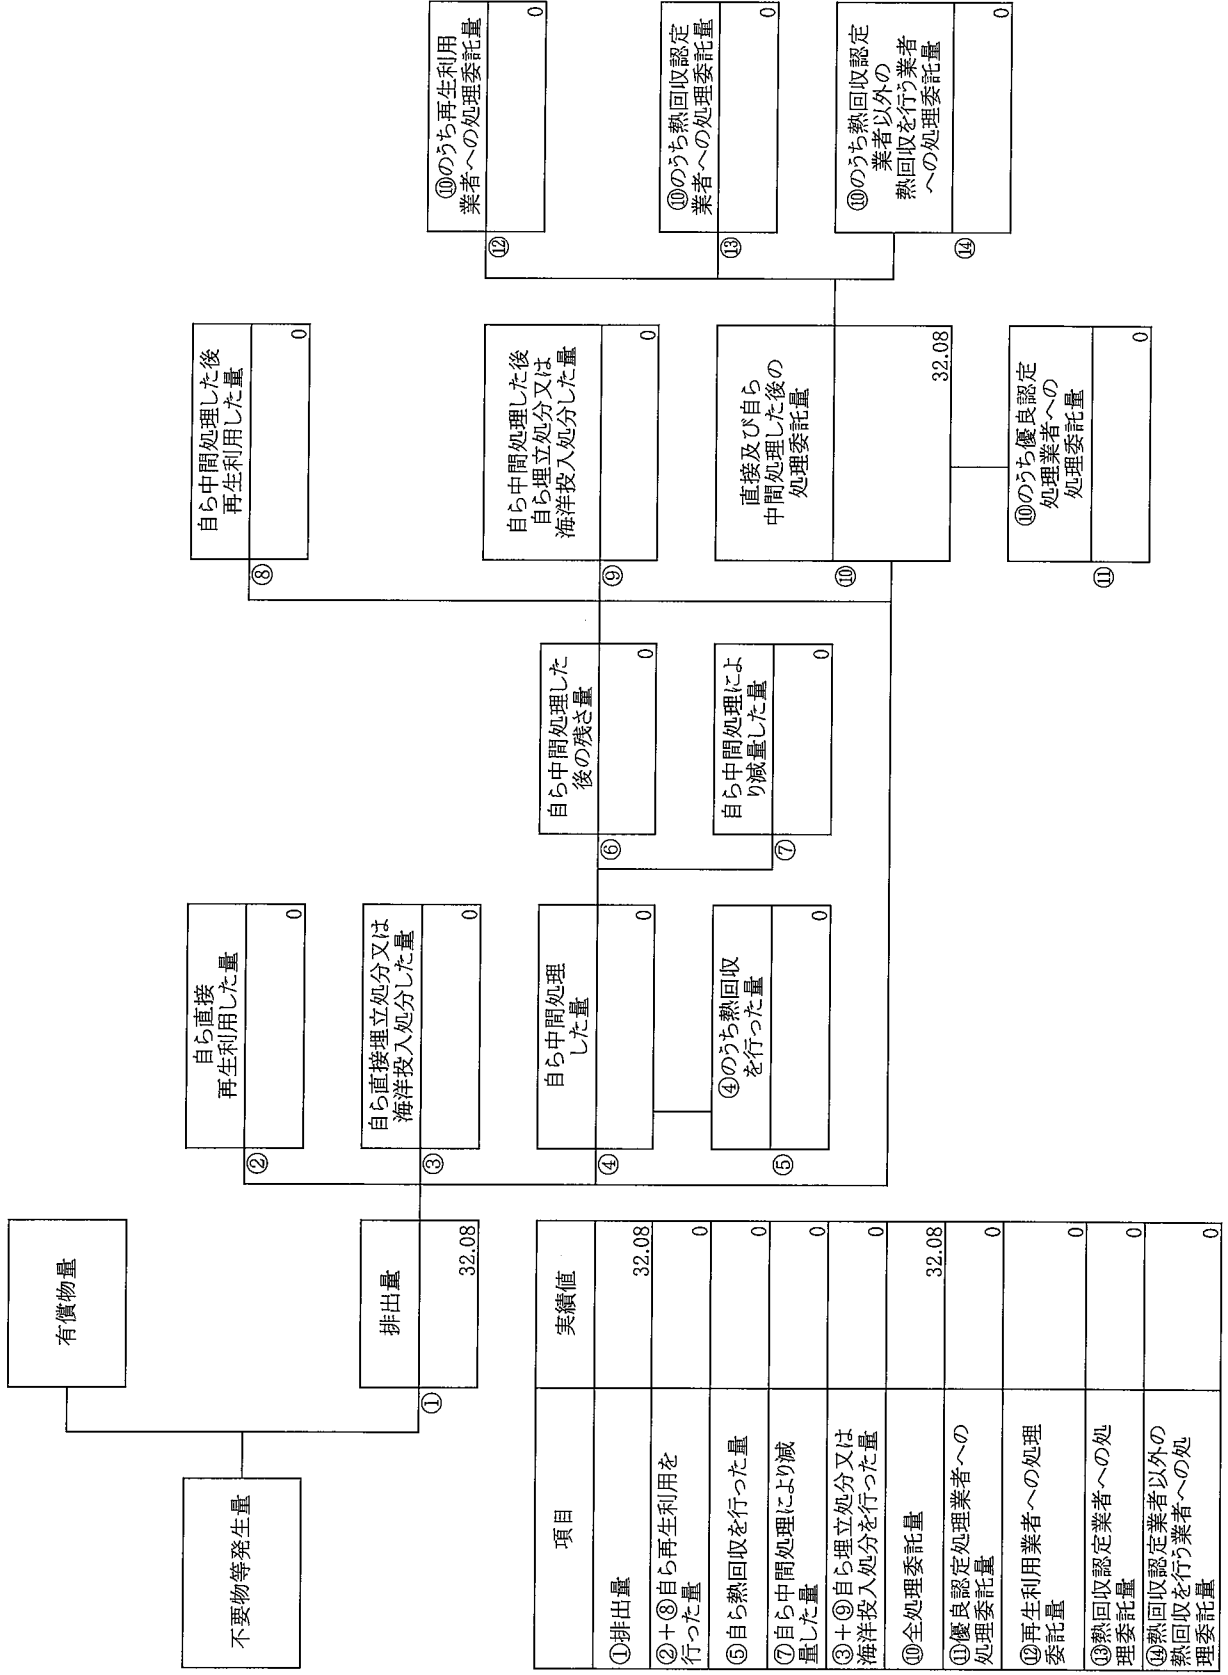 不要物等発生量
有償物量
①
排出量
32.08
②
自ら直接
再生利用した量
0
③
自ら直接埋立処分又は
海洋投入処分した量
0
④
自ら中間処理
した量
0
⑤
④のうち熱回収
を行った量
0
⑥
自ら中間処理した
後の残さ量
0
⑦
自ら中間処理によ
り減量した量
0
⑧
自ら中間処理した後
再生利用した量
0
⑨
自ら中間処理した後
自ら埋立処分又は
海洋投入処分した量
0
⑩
直接及び自ら
中間処理した後の
処理委託量
32.08
⑪
⑩のうち優良認定
処理業者への
処理委託量
0
⑫
⑩のうち再生利用
業者への処理委託量
0
⑬
⑩のうち熱回収認定
業者への処理委託量
0
⑭
⑩のうち熱回収認定
業者以外の
熱回収を行う業者
への処理委託量
0
項目 実績値
①排出量 32.08
②+⑧自ら再生利用を
行った量 0
⑤自ら熱回収を行った量 0
⑦自ら中間処理により減
量した量 0
③+⑨自ら埋立処分又は
海洋投入処分を行った量 0
⑩全処理委託量 32.08
⑪優良認定処理業者への
処理委託量 0
⑫再生利用業者への処理
委託量 0
⑬熱回収認定業者への処
理委託量 0
⑭熱回収認定業者以外の
熱回収を行う業者への処
理委託量 0